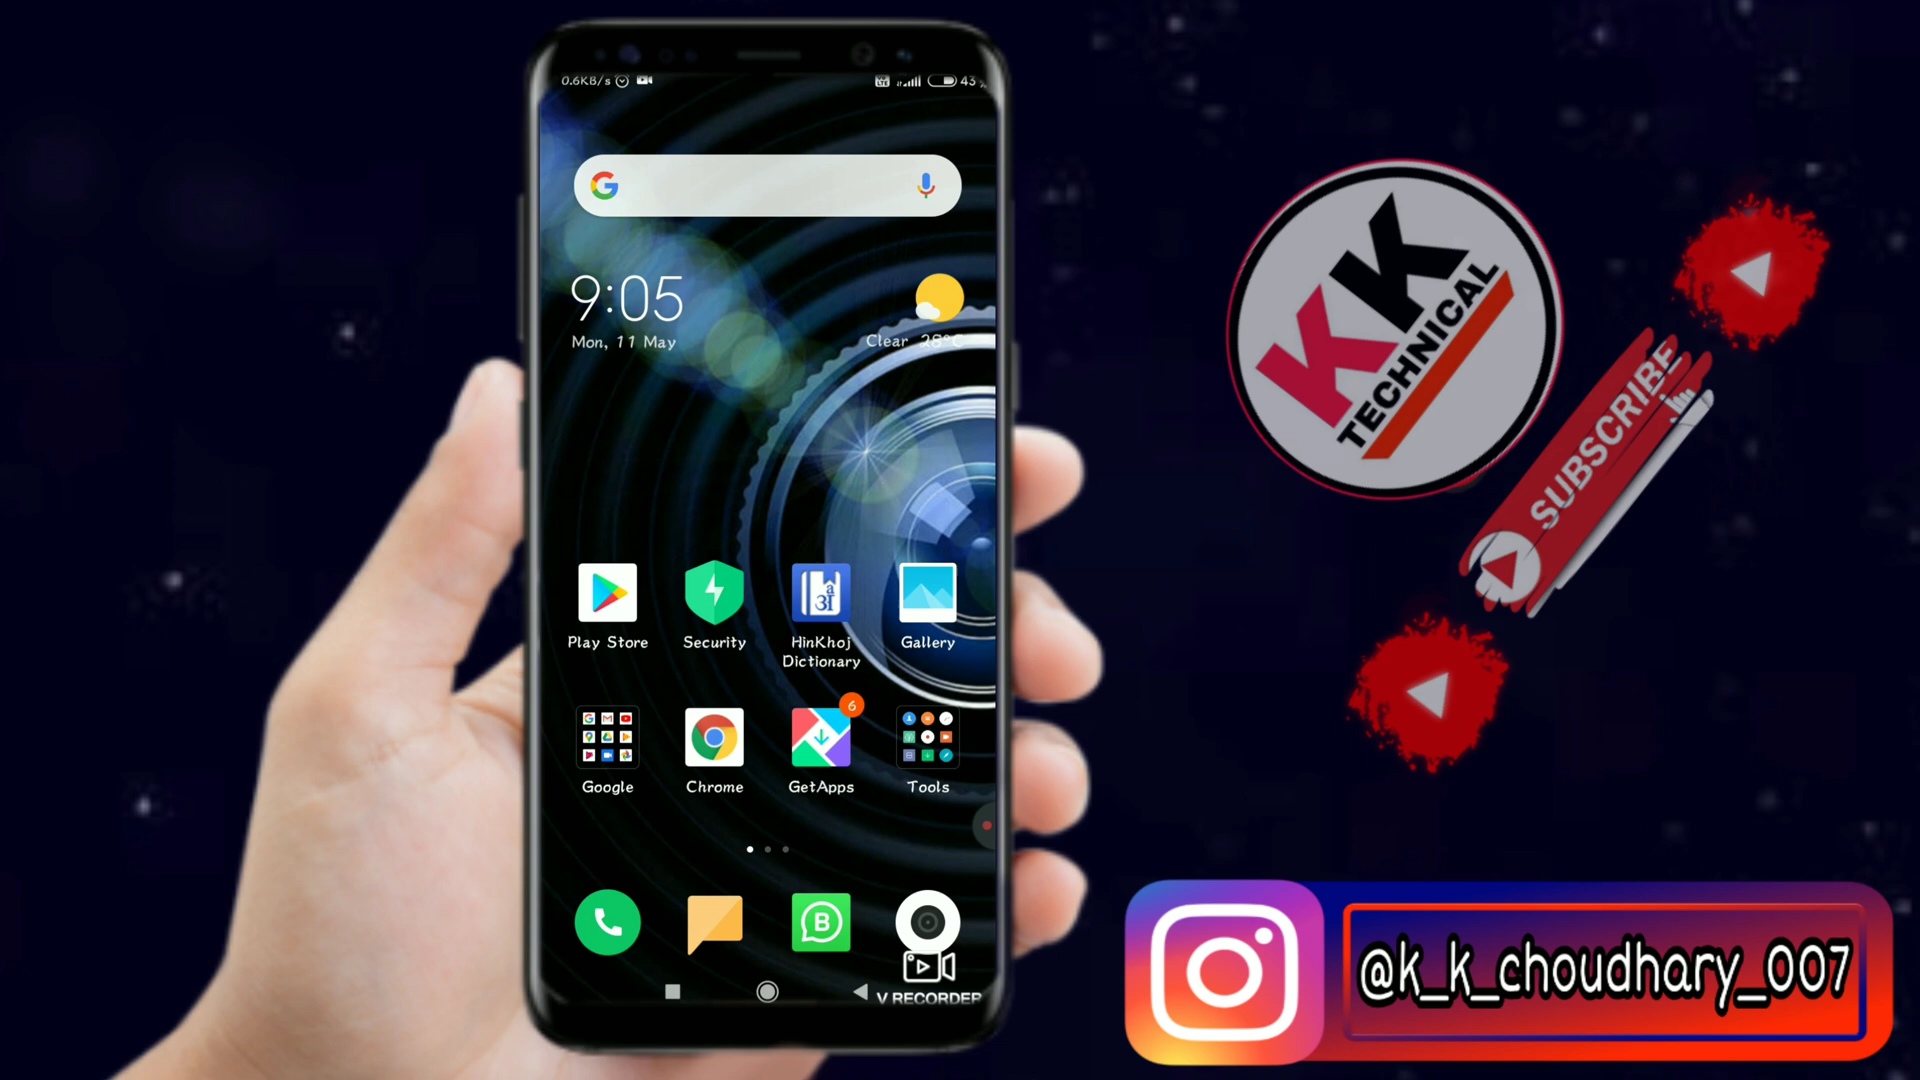 0.6KB/s
43
9:05
Mon, 11 May
Clear 28°C
Play Store
Security
HinKhoj
Dictionary
Gallery
6
Google
Chrome
GetApps
Tools
V RECORDER
KK
TECHNICAL
SUBSCRIBE
@k_k_choudhary_007